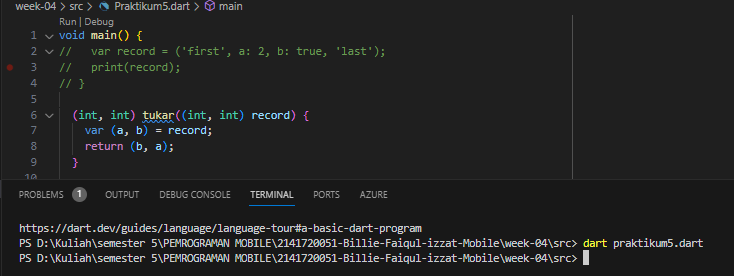 week-04 > src > Praktikum5.dart > main
Run | Debug
1 void main() {
2 //   var record = ('first', a: 2, b: true, 'last');
3 //   print(record);
4 // }
5
6   (int, int) tukar((int, int) record) {
7     var (a, b) = record;
8     return (b, a);
9   }
10
PROBLEMS 1 OUTPUT DEBUG CONSOLE TERMINAL PORTS AZURE
https://dart.dev/guides/language/language-tour#a-basic-dart-program
PS D:\Kuliah\semester 5\PEMROGRAMAN MOBILE\2141720051-Billie-Faiqul-izzat-Mobile\week-04\src> dart praktikum5.dart
PS D:\Kuliah\semester 5\PEMROGRAMAN MOBILE\2141720051-Billie-Faiqul-izzat-Mobile\week-04\src>